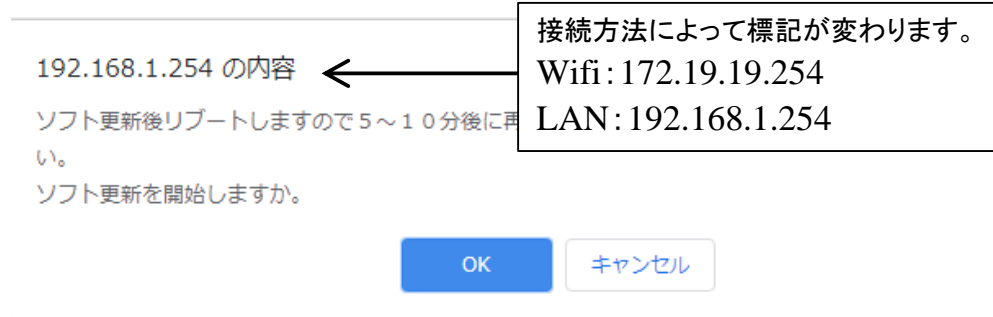 接続方法によって標記が変わります。
Wifi：172.19.19.254
LAN：192.168.1.254
192.168.1.254 の内容
ソフト更新後リブートしますので５～１０分後に再
い。
ソフト更新を開始しますか。
OK
キャンセル